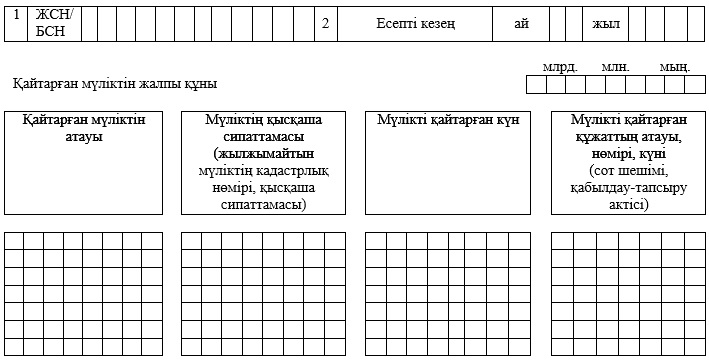 1 ЖСН/ 2 Есепті кезең ай жыл
БСН
млрд. млн. мың.
Қайтарған мүліктін жалпы құны
Қайтарған мүліктін
атауы
Мүліктің қысқаша
сипаттамасы
(жылжымайтын
мүліктің кадастрлық
нөмірі, қысқаша
сипаттамасы)
Мүлікті қайтарған күн
Мүлікті қайтарған
құжаттың атауы,
нөмірі, күні
(сот шешімі,
қабылдау-тапсыру
актісі)